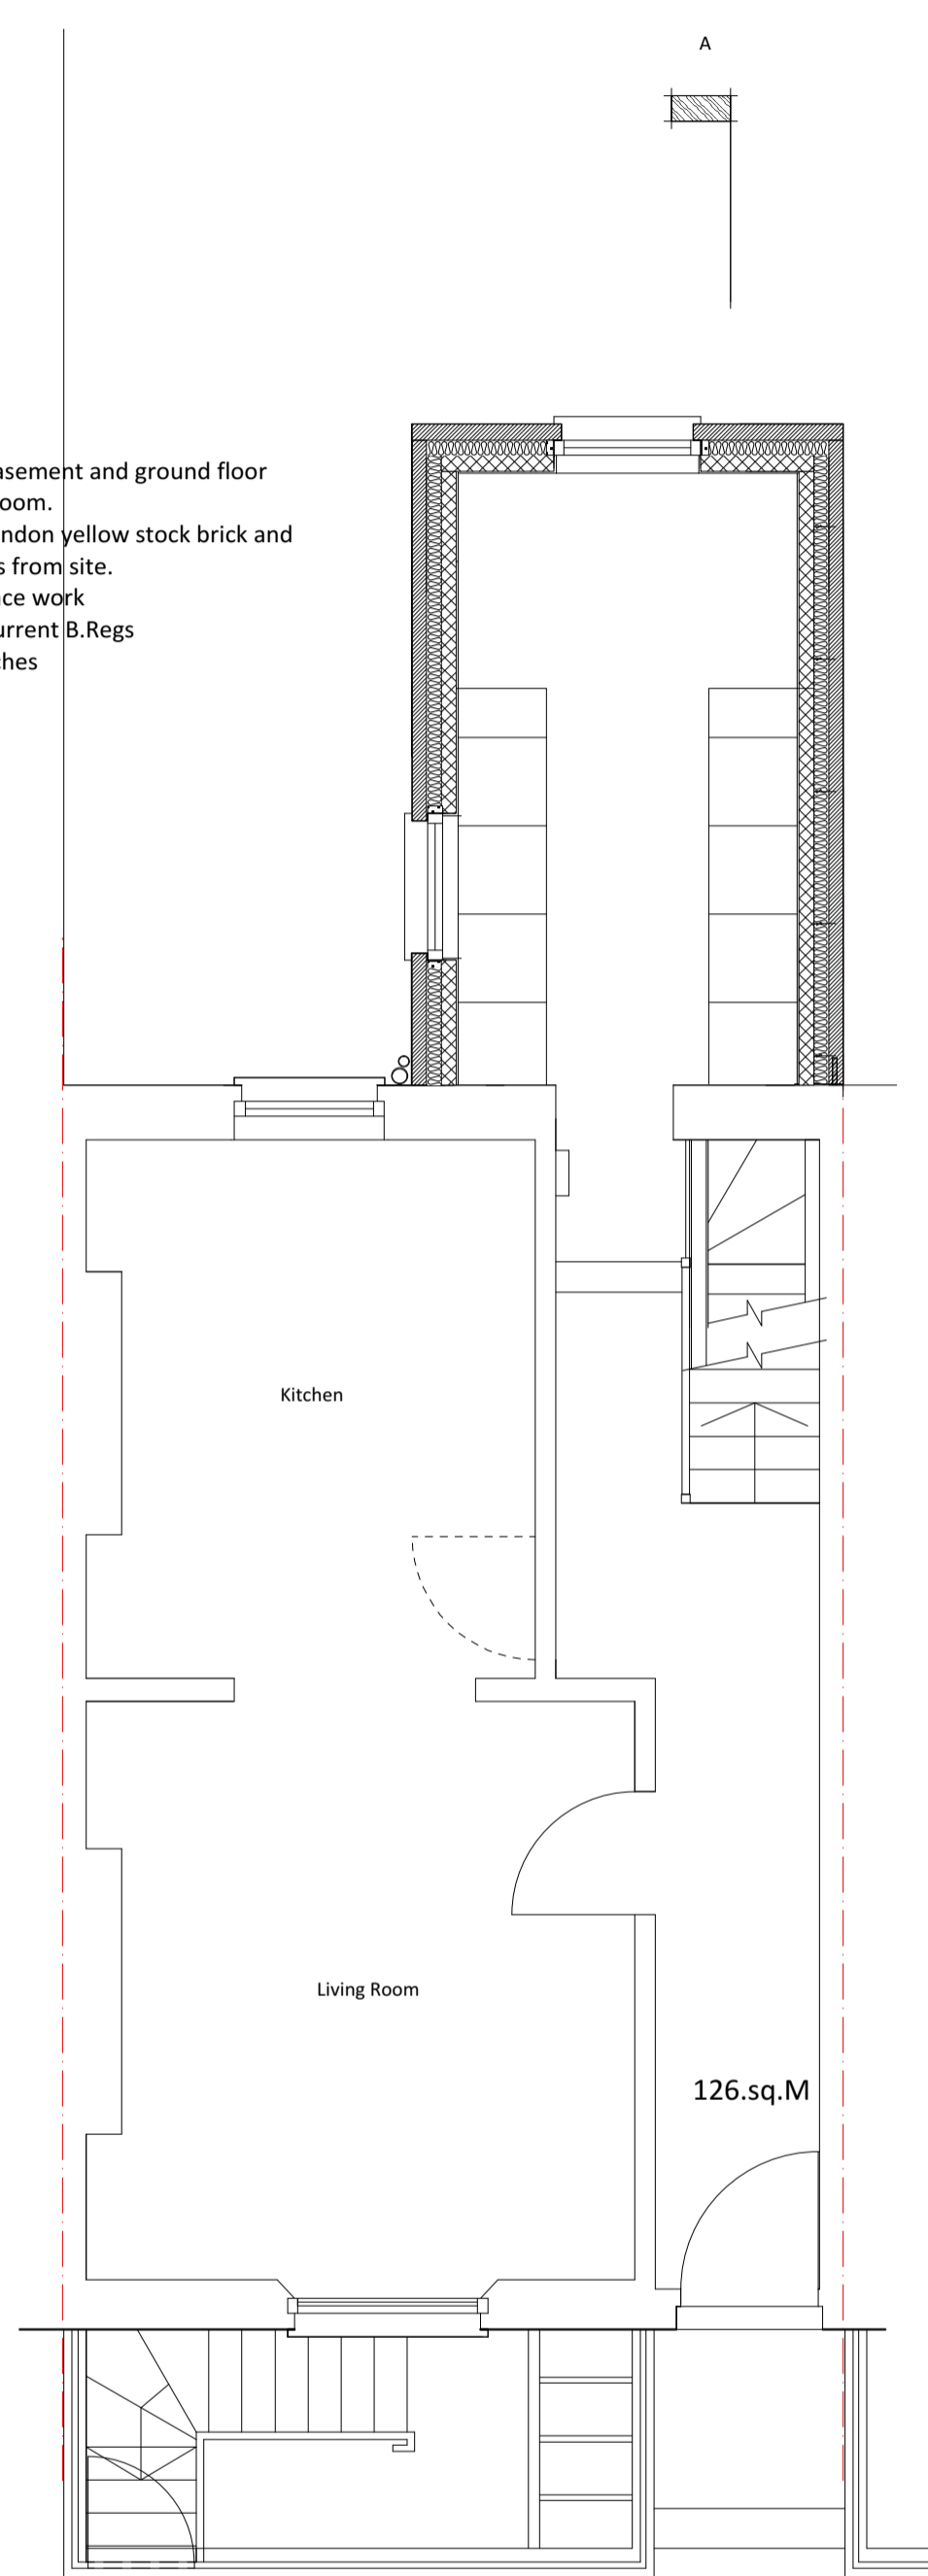 A
asement and ground floor
oom.
ndon yellow stock brick and
s from site.
ce work
urrent B.Regs
ches
Kitchen
Living Room
126.sq.M